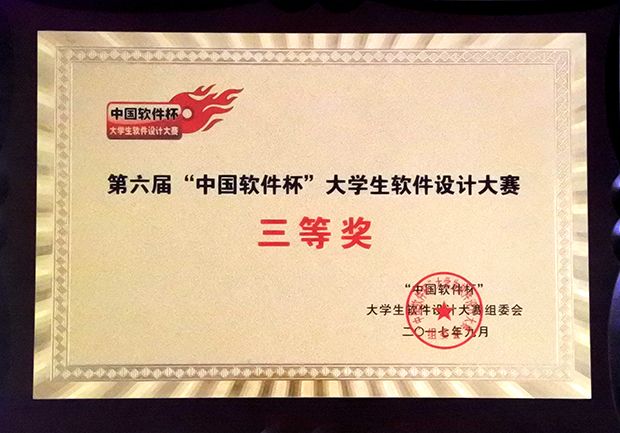 中国软件杯
大学生软件设计大赛
第六届“中国软件杯”大学生软件设计大赛
三等奖
“中国软件杯”
大学生软件设计大赛组委会
二〇一七年九月